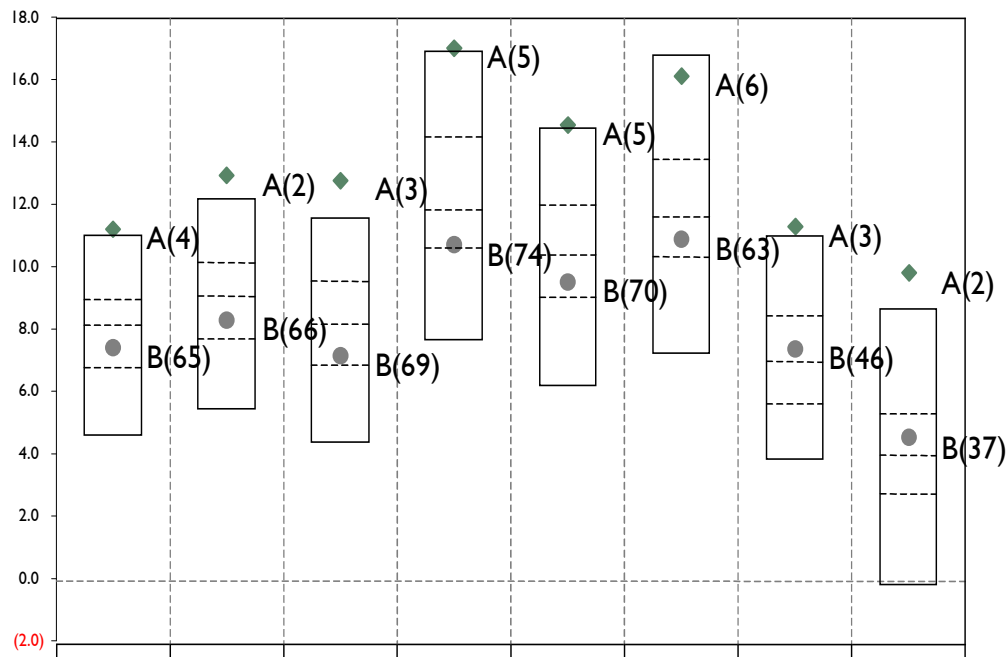 18.0
16.0
14.0
12.0
10.0
8.0
6.0
4.0
2.0
0.0
(2.0)
A(4)
B(65)
A(2)
B(66)
A(3)
B(69)
A(5)
B(74)
A(5)
B(70)
A(6)
B(63)
A(3)
B(46)
A(2)
B(37)